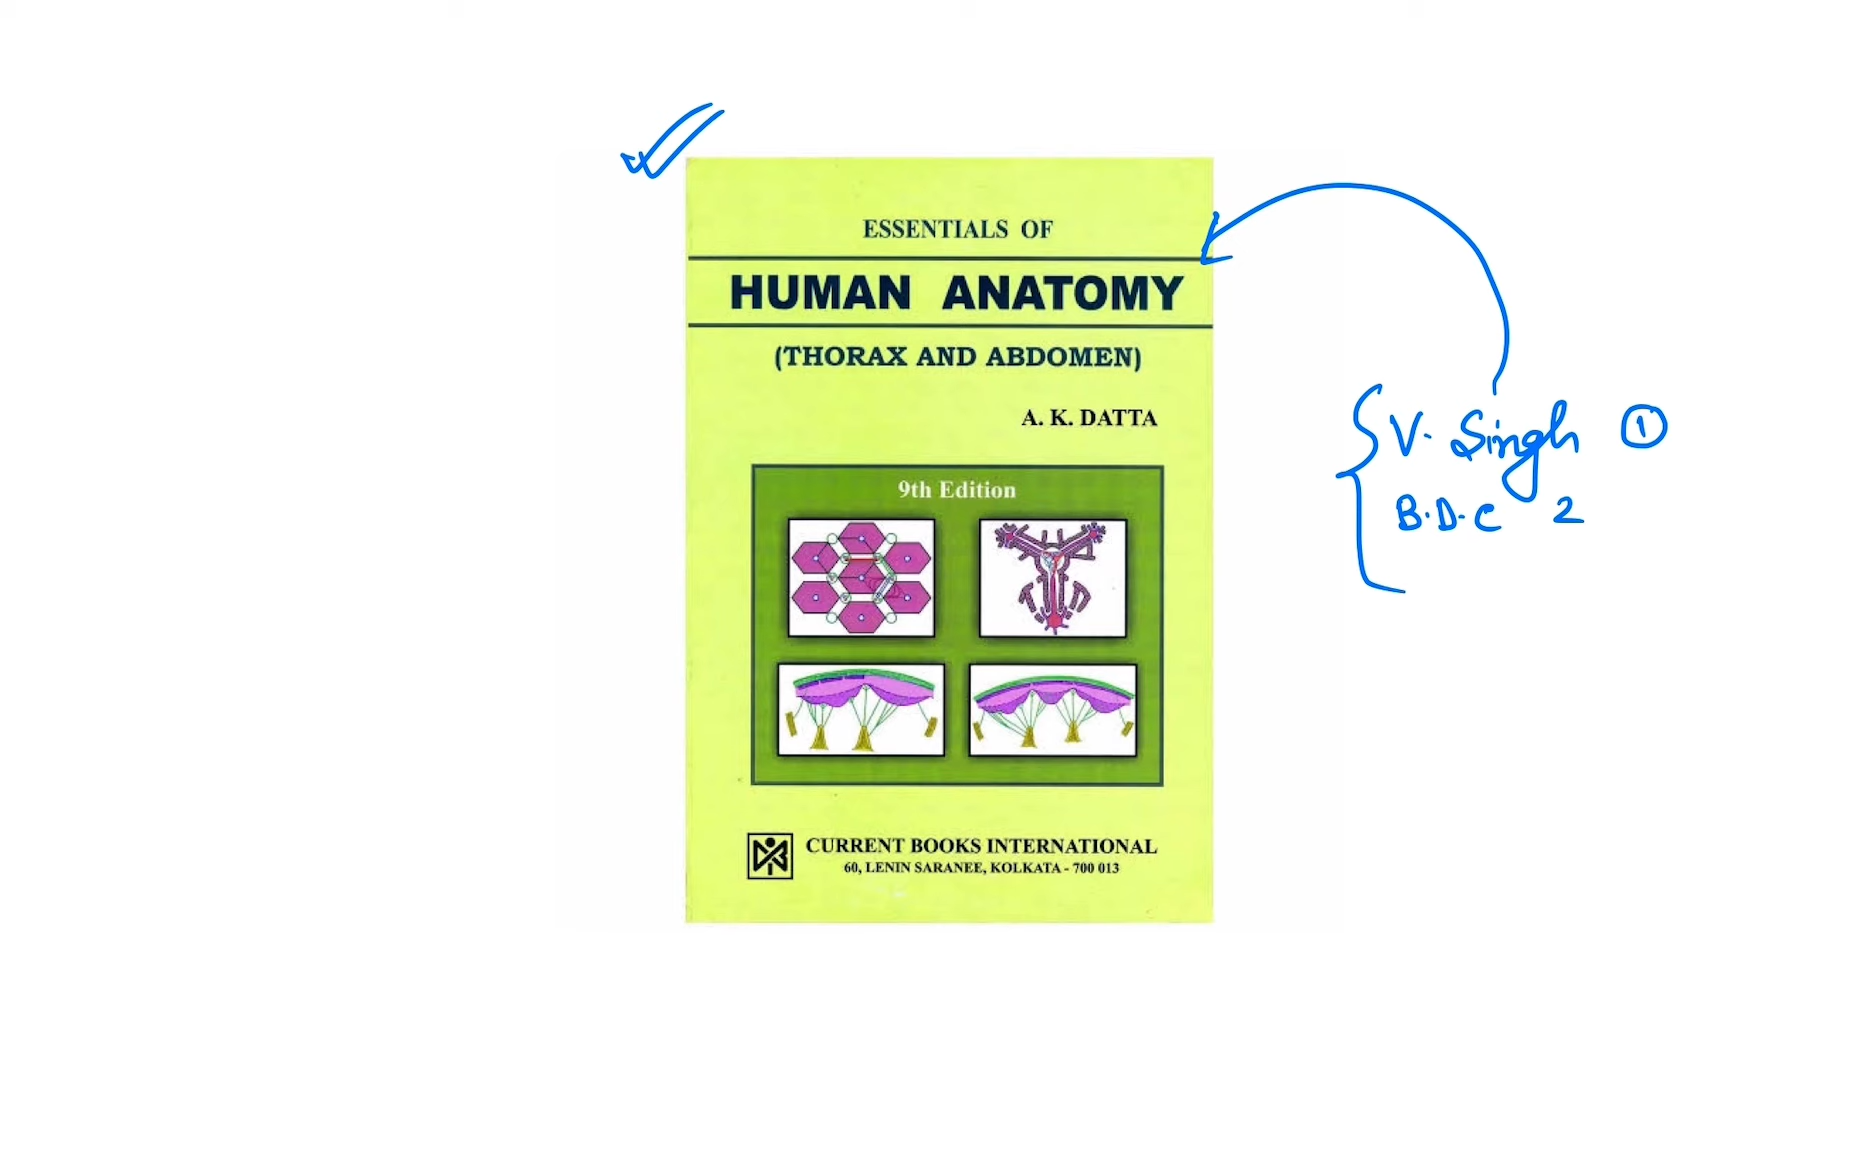 ESSENTIALS OF
HUMAN ANATOMY
(THORAX AND ABDOMEN)
A. K. DATTA
9th Edition
CURRENT BOOKS INTERNATIONAL
60, LENIN SARANEE, KOLKATA - 700 013
V. Singh ①
B.D.C 2